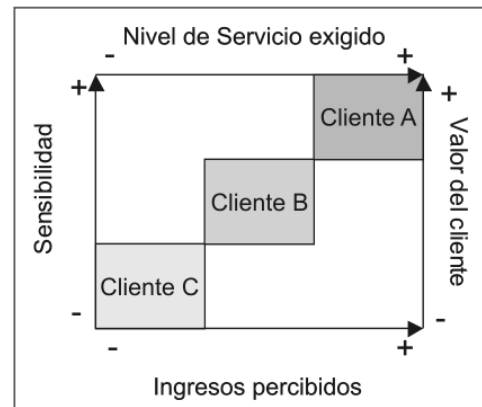 Nivel de Servicio exigido
- +
+ +
Cliente A
Sensibilidad
Valor del cliente
Cliente B
Cliente C
- -
- +
Ingresos percibidos